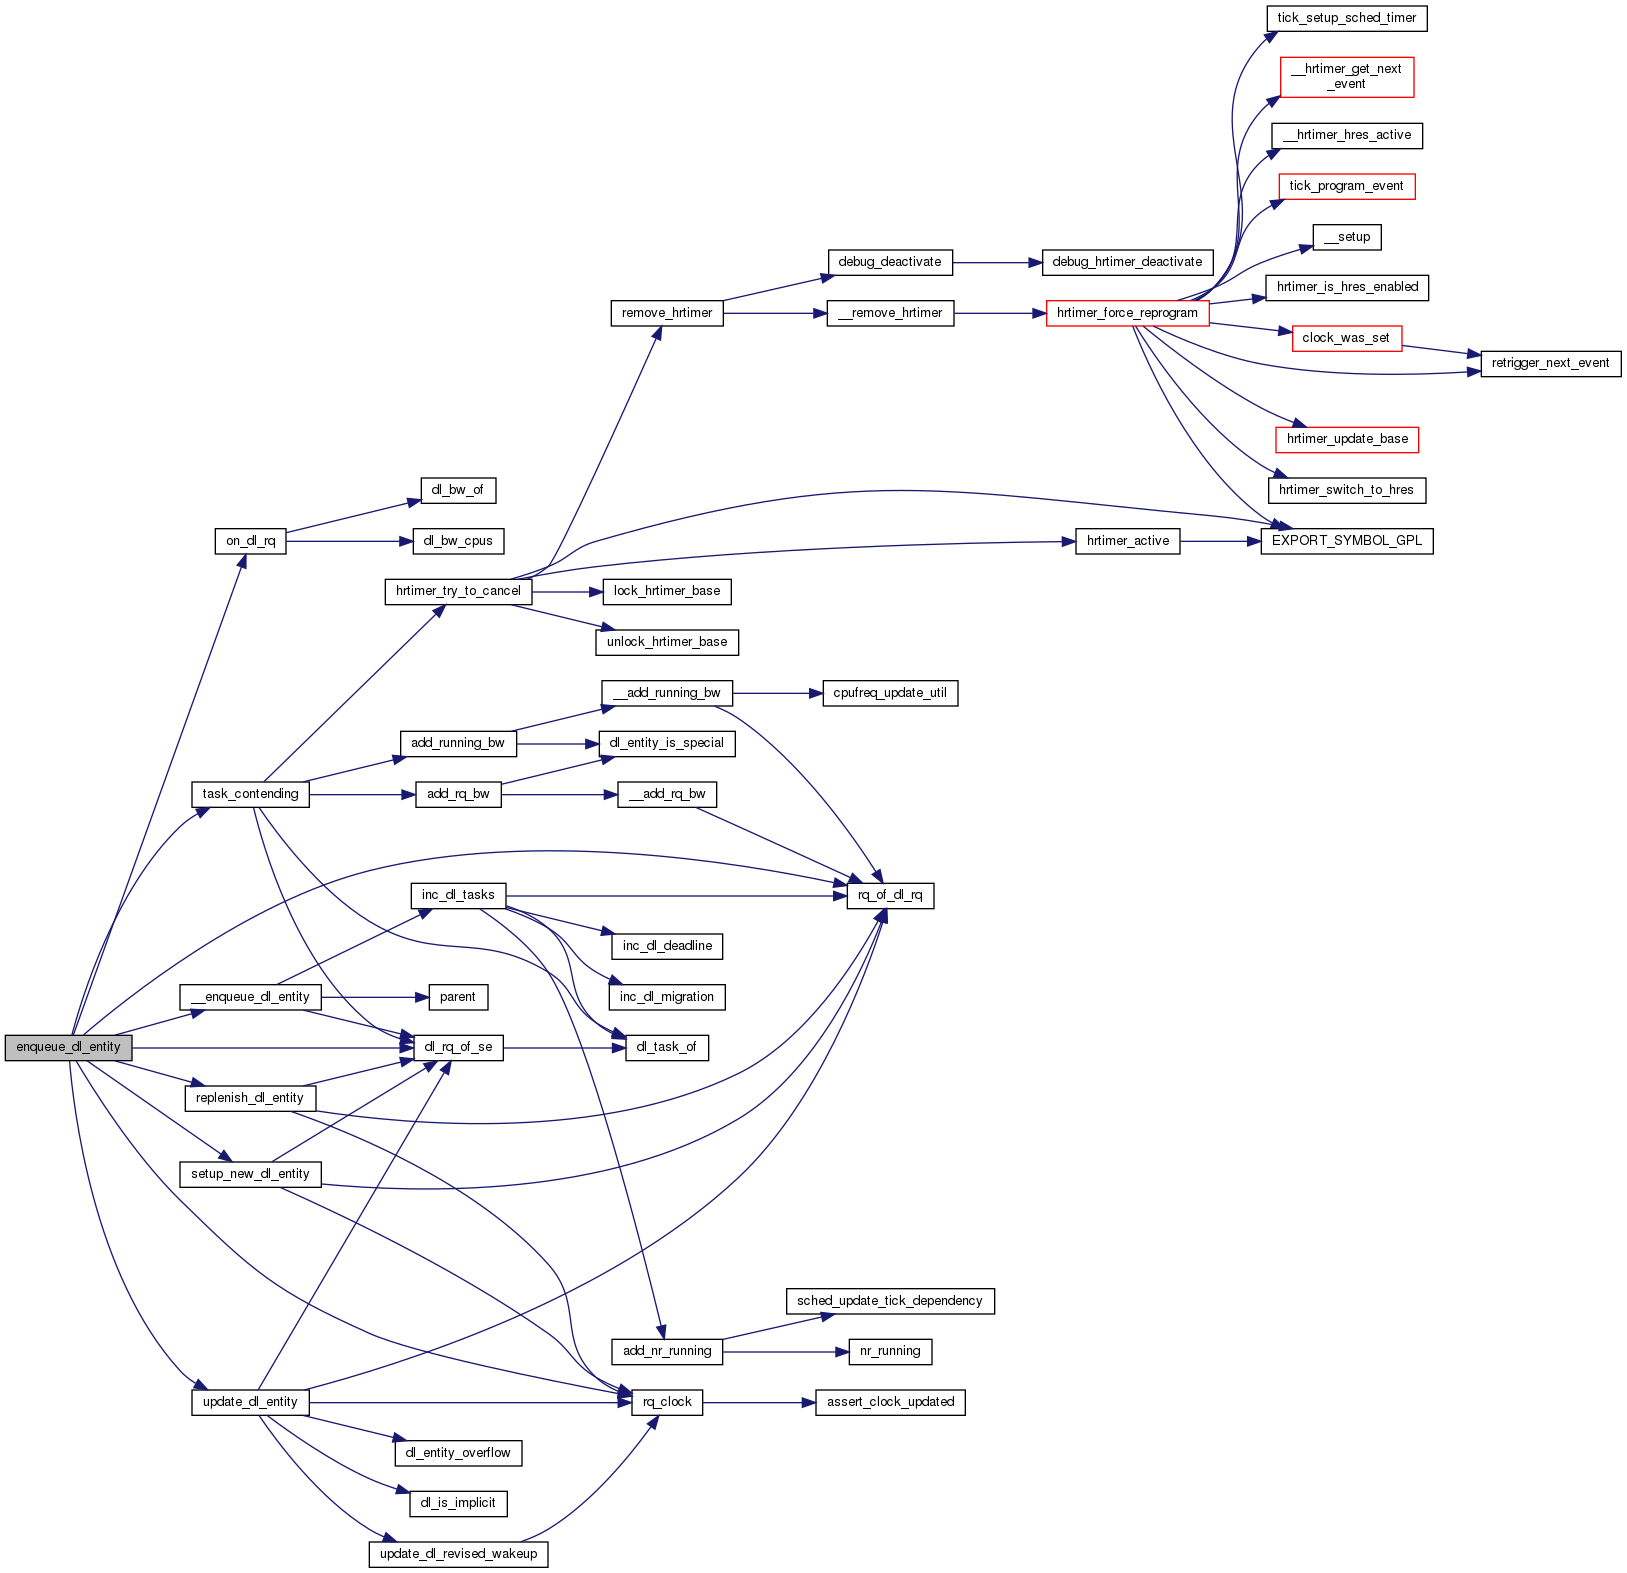 tick_setup_sched_timer
__hrtimer_get_next
_event
__hrtimer_hres_active
tick_program_event
__setup
debug_deactivate
debug_hrtimer_deactivate
hrtimer_is_hres_enabled
remove_hrtimer
__remove_hrtimer
hrtimer_force_reprogram
clock_was_set
retrigger_next_event
hrtimer_update_base
dl_bw_of
hrtimer_switch_to_hres
on_dl_rq
dl_bw_cpus
hrtimer_active
EXPORT_SYMBOL_GPL
hrtimer_try_to_cancel
lock_hrtimer_base
unlock_hrtimer_base
__add_running_bw
cpufreq_update_util
add_running_bw
dl_entity_is_special
task_contending
add_rq_bw
__add_rq_bw
inc_dl_tasks
rq_of_dl_rq
inc_dl_deadline
__enqueue_dl_entity
parent
inc_dl_migration
enqueue_dl_entity
dl_rq_of_se
dl_task_of
replenish_dl_entity
setup_new_dl_entity
sched_update_tick_dependency
add_nr_running
nr_running
update_dl_entity
rq_clock
assert_clock_updated
dl_entity_overflow
dl_is_implicit
update_dl_revised_wakeup